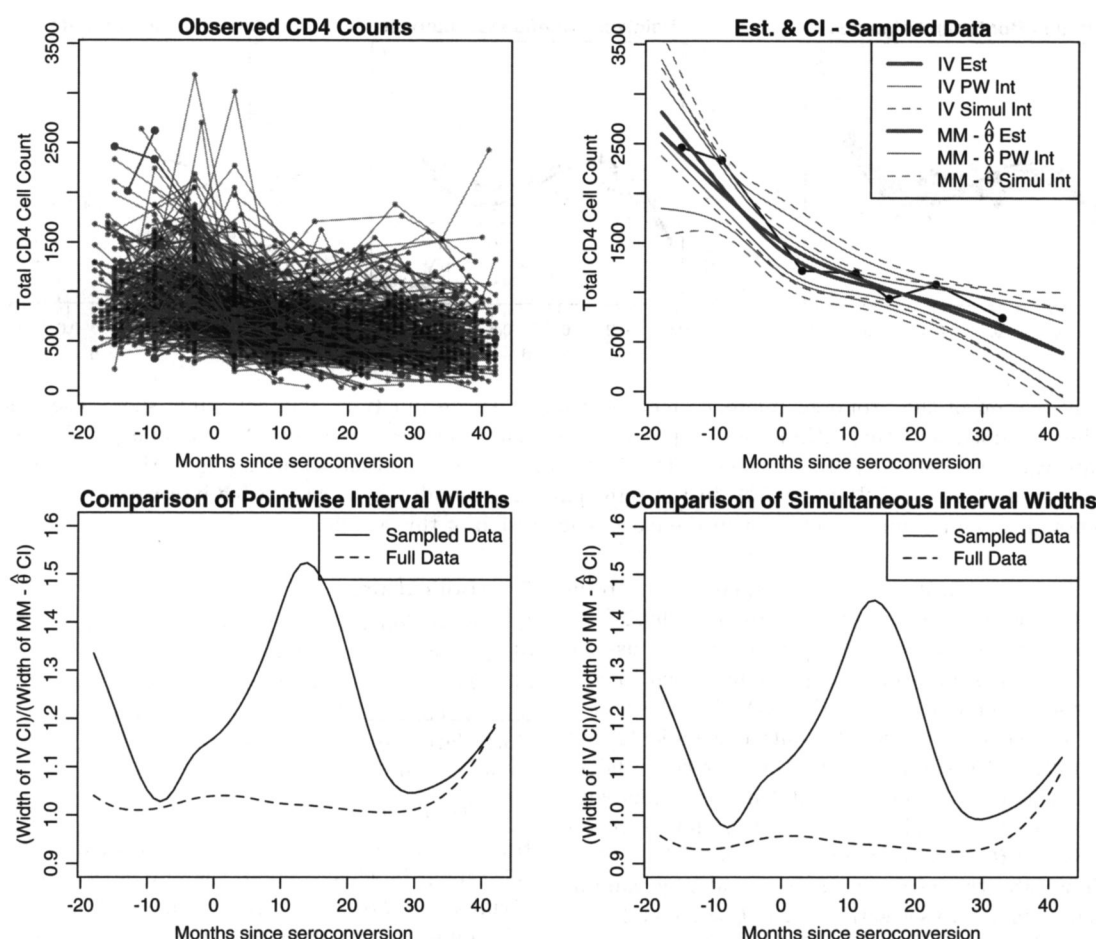 Observed CD4 Counts
Total CD4 Cell Count
3500
2500
1500
500
0
-20 -10 0 10 20 30 40
Months since seroconversion
Est. & CI - Sampled Data
IV Est
IV PW Int
IV Simul Int
MM - θ̂ Est
MM - θ̂ PW Int
MM - θ̂ Simul Int
Total CD4 Cell Count
3500
2500
1500
500
0
-20 -10 0 10 20 30 40
Months since seroconversion
Comparison of Pointwise Interval Widths
Sampled Data
Full Data
(Width of IV CI)/(Width of MM - θ̂ CI)
1.6
1.5
1.4
1.3
1.2
1.1
1.0
0.9
-20 -10 0 10 20 30 40
Months since seroconversion
Comparison of Simultaneous Interval Widths
Sampled Data
Full Data
(Width of IV CI)/(Width of MM - θ̂ CI)
1.6
1.5
1.4
1.3
1.2
1.1
1.0
0.9
-20 -10 0 10 20 30 40
Months since seroconversion